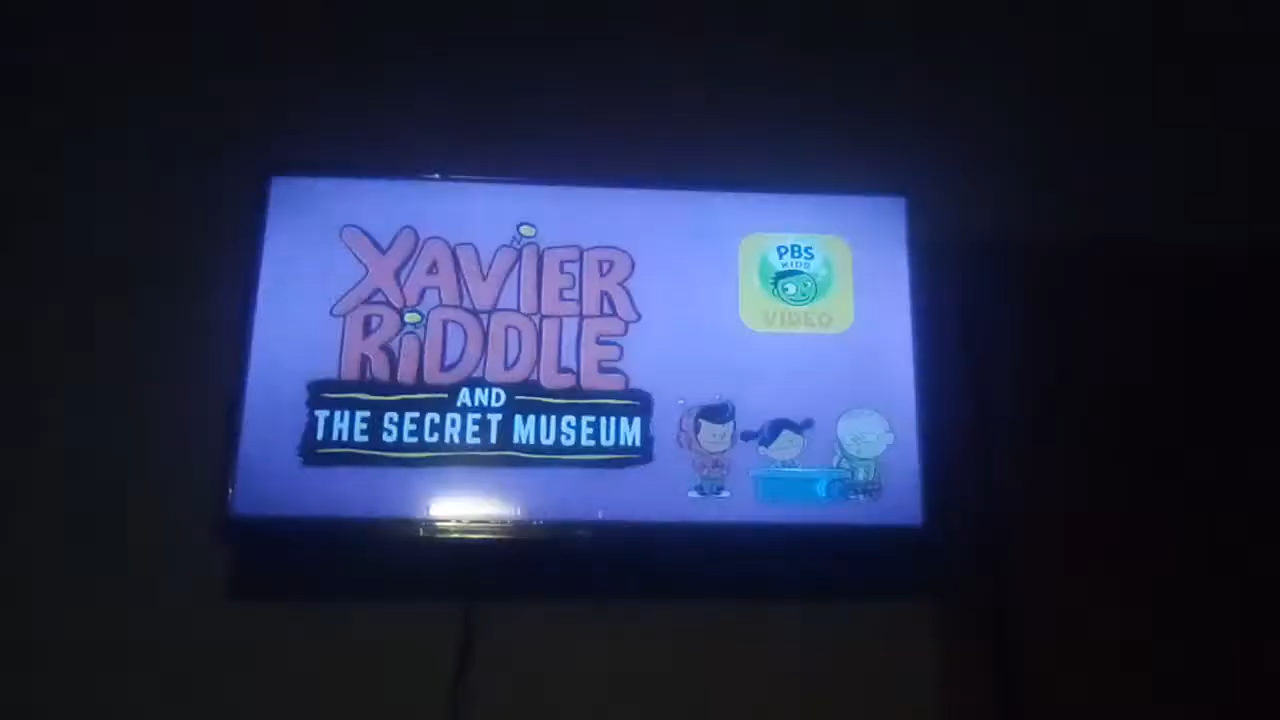 XAVIER
RiDDLE
AND
THE SECRET MUSEUM
PBS
KIDS
VIDEO